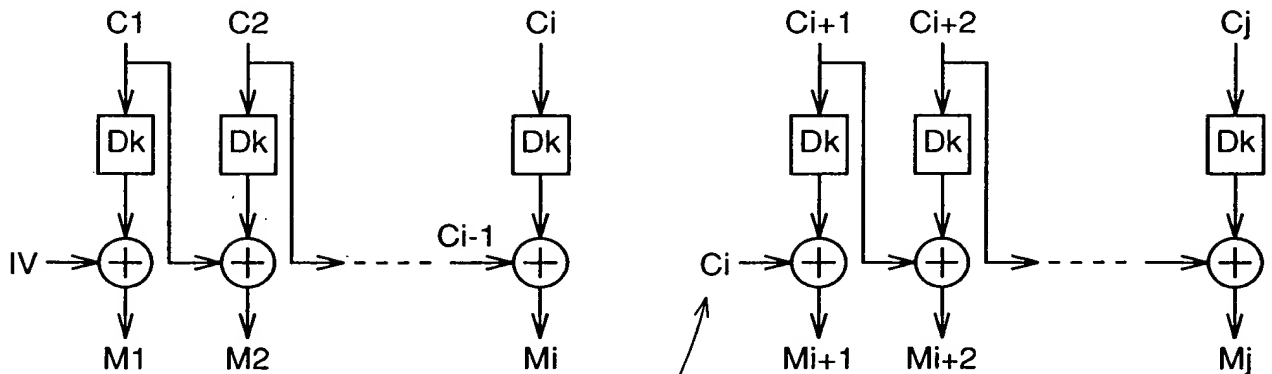 C1 C2 Ci Ci+1 Ci+2 Cj
Dk Dk Dk Dk Dk Dk
Ci-1
IV Ci
M1 M2 Mi Mi+1 Mi+2 Mj